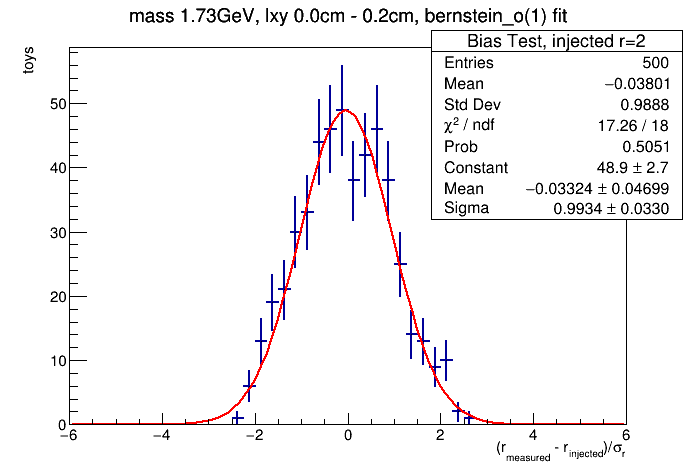 mass 1.73GeV, lxy 0.0cm - 0.2cm, bernstein_o(1) fit
toys
Bias Test, injected r=2
Entries 500
Mean −0.03801
Std Dev 0.9888
χ² / ndf 17.26 / 18
Prob 0.5051
Constant 48.9 ± 2.7
Mean −0.03324 ± 0.04699
Sigma 0.9934 ± 0.0330
50
40
30
20
10
0
−6 −4 −2 0 2 4 6
(r_measured - r_injected)/σ_r